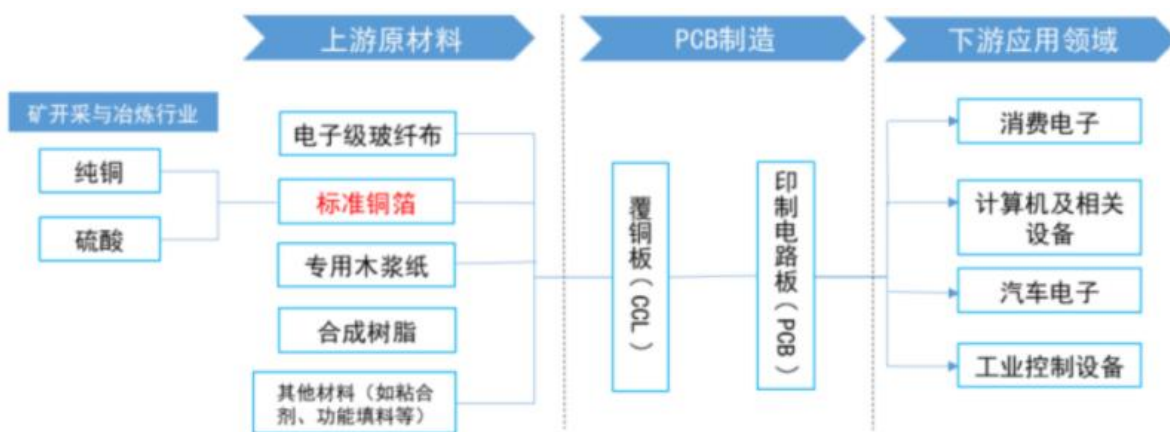 上游原材料
PCB制造
下游应用领域
矿开采与冶炼行业
纯铜
硫酸
电子级玻纤布
标准铜箔
专用木浆纸
合成树脂
其他材料（如粘合
剂、功能填料等）
覆铜板（CCL）
印制电路板（PCB）
消费电子
计算机及相关
设备
汽车电子
工业控制设备